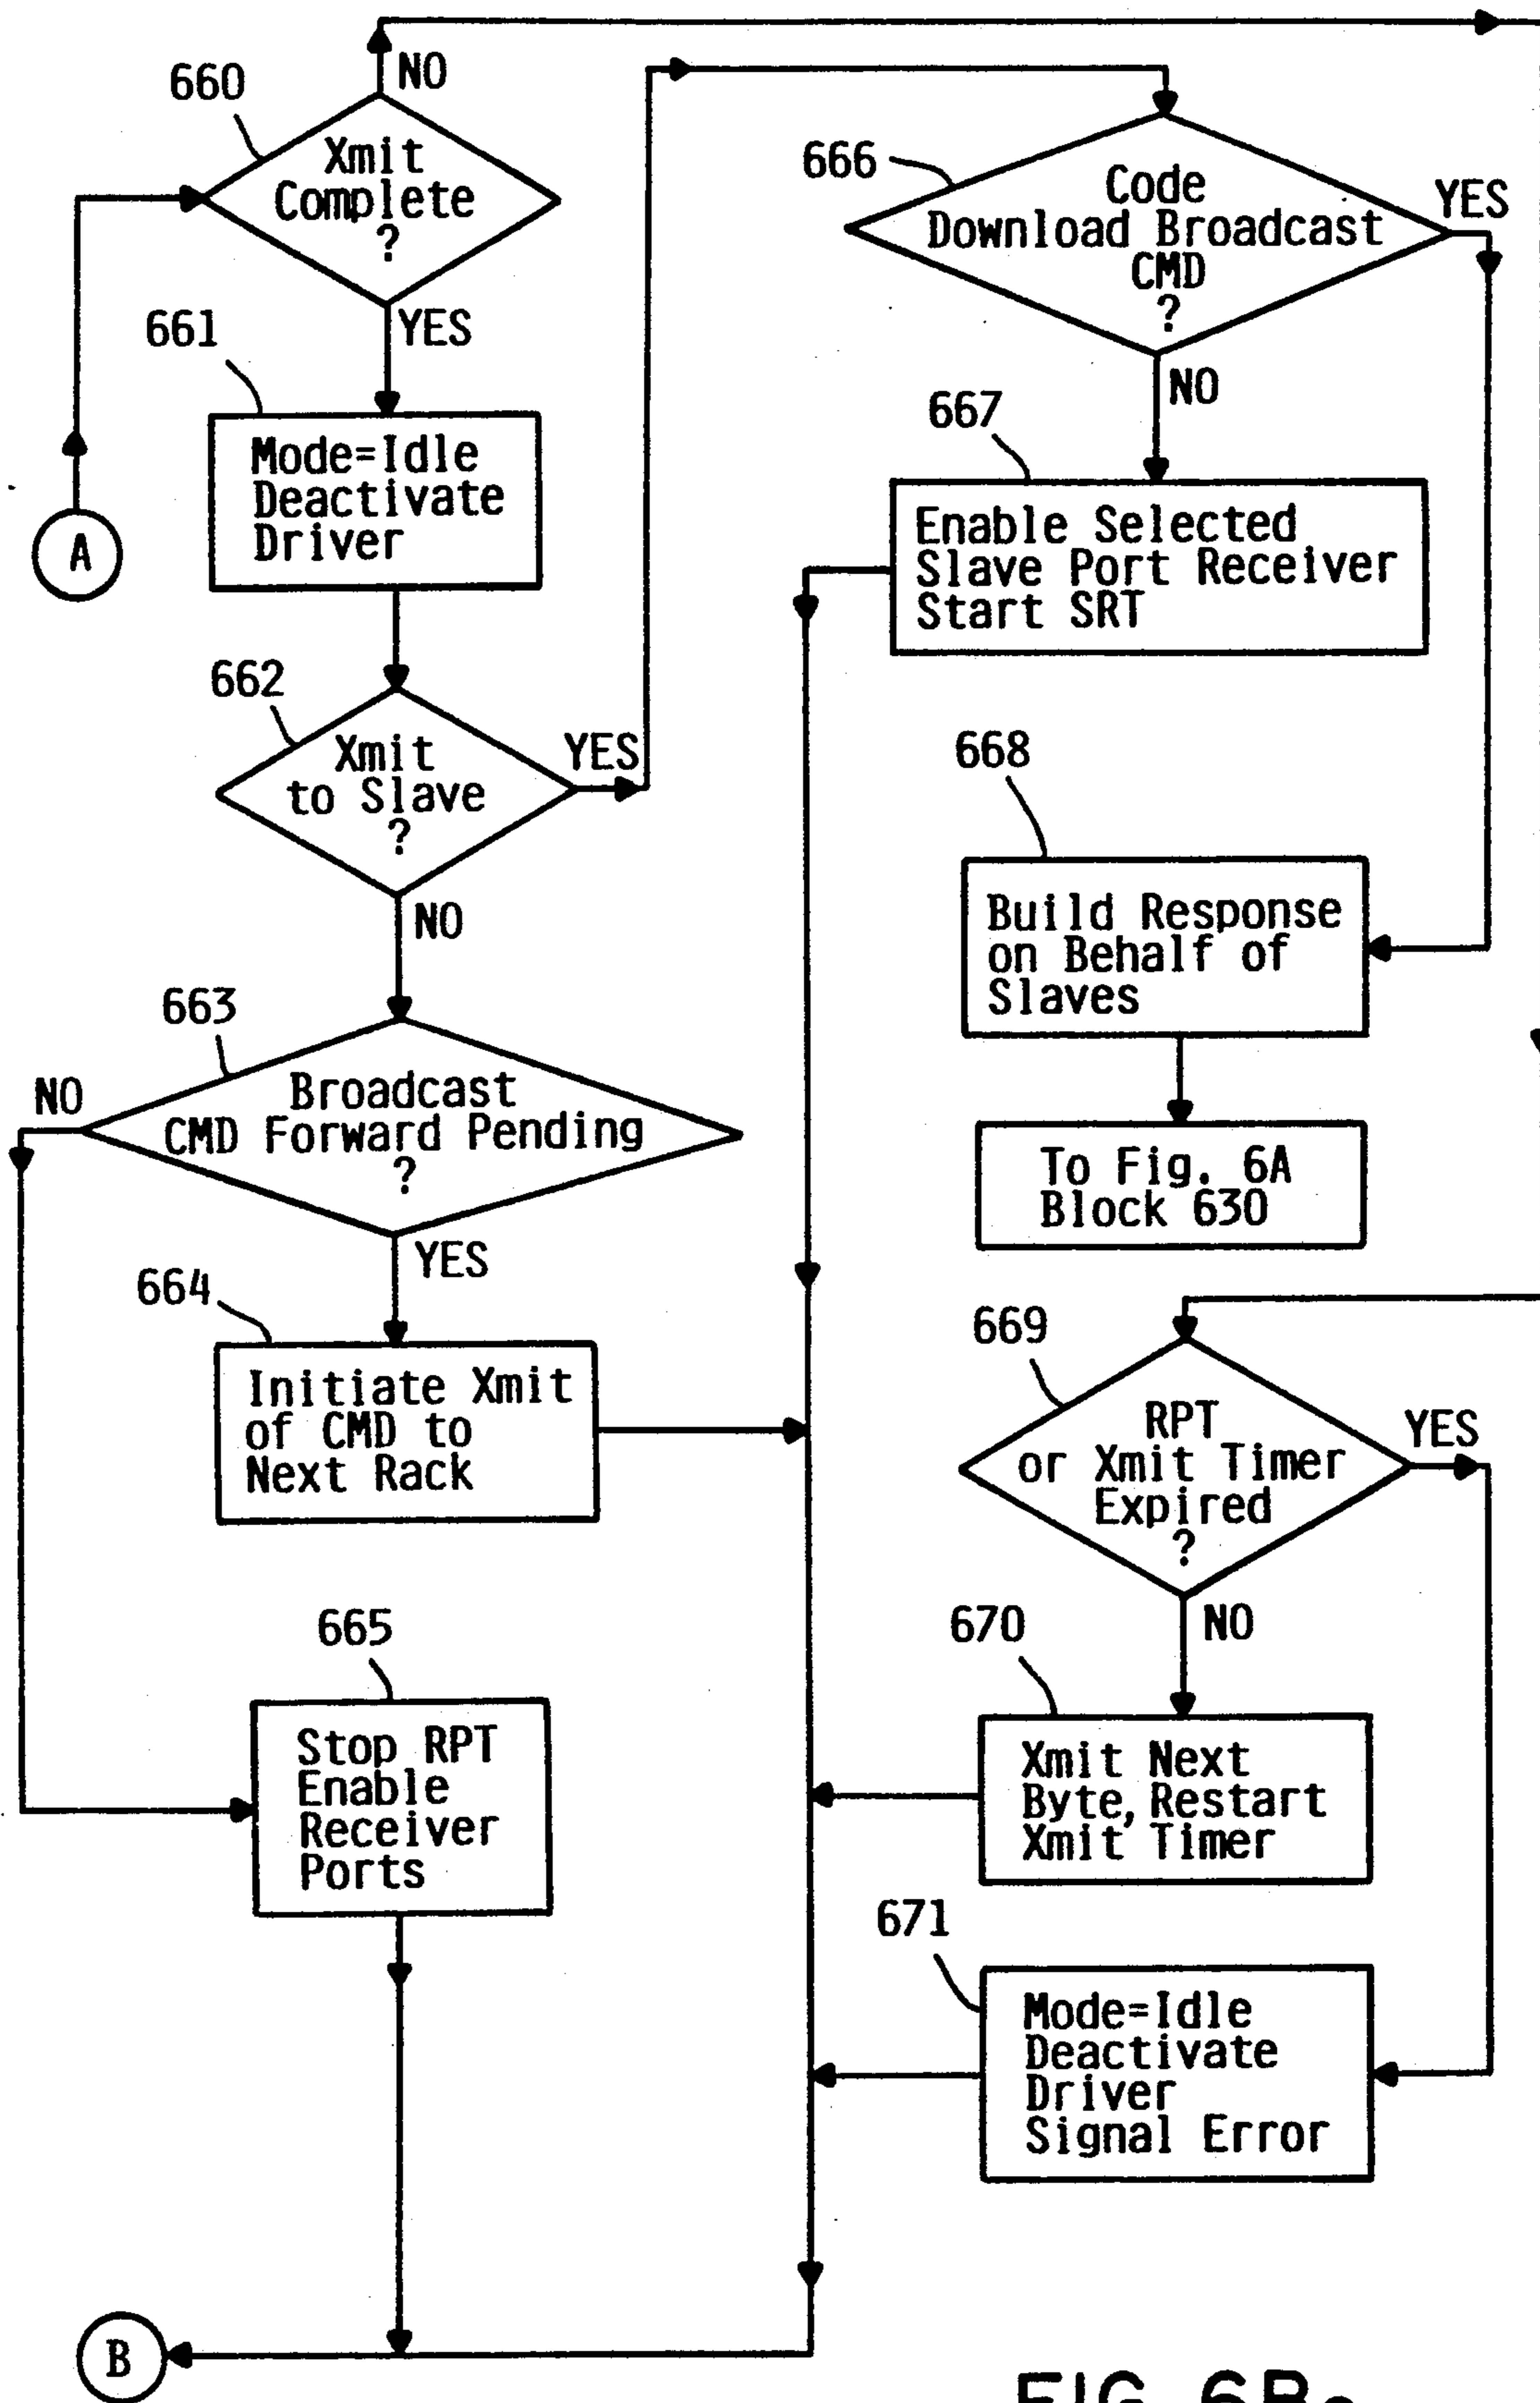 660
NO
Xmit
Complete
?
YES
661
Mode=Idle
Deactivate
Driver
A
662
Xmit
to Slave
?
YES
NO
663
NO
Broadcast
CMD Forward Pending
?
YES
664
Initiate Xmit
of CMD to
Next Rack
665
Stop RPT
Enable
Receiver
Ports
B
666
Code
Download Broadcast
CMD
?
YES
NO
667
Enable Selected
Slave Port Receiver
Start SRT
668
Build Response
on Behalf of
Slaves
To Fig. 6A
Block 630
669
RPT
or Xmit Timer
Expired
?
YES
NO
670
Xmit Next
Byte, Restart
Xmit Timer
671
Mode=Idle
Deactivate
Driver
Signal Error
FIG. 6B